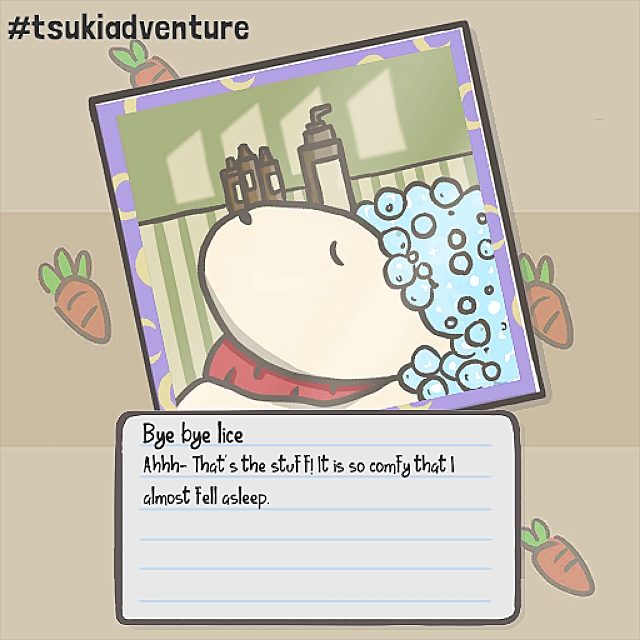 #tsukiadventure
Bye bye lice
Ahhh- That's the stuff! It is so comfy that I
almost fell asleep.